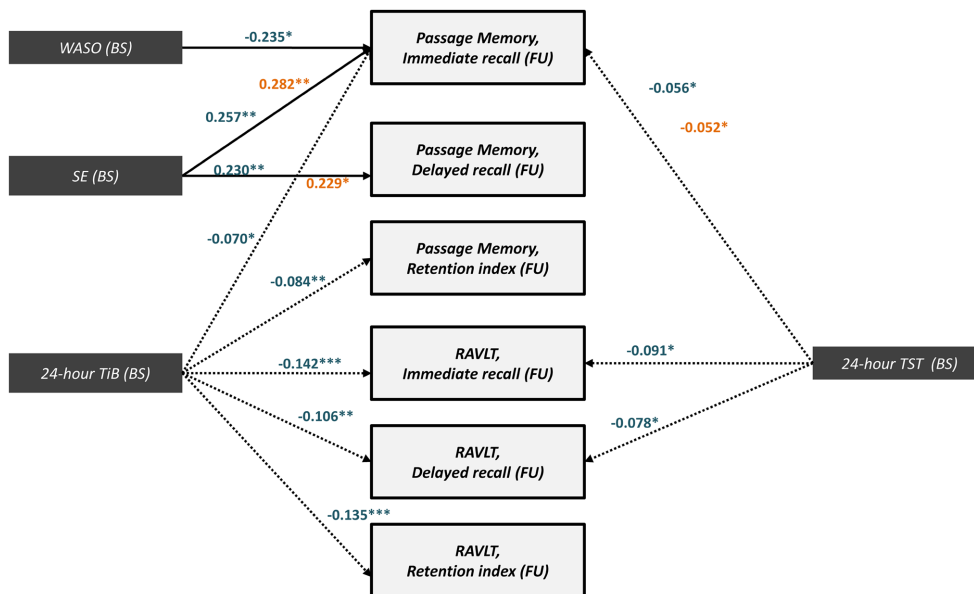 WASO (BS)
-0.235*
Passage Memory,
Immediate recall (FU)
0.282**
-0.056*
0.257**
-0.052*
SE (BS)
0.230**
0.229*
Passage Memory,
Delayed recall (FU)
-0.070*
Passage Memory,
Retention index (FU)
-0.084**
24-hour TiB (BS)
-0.142***
RAVLT,
Immediate recall (FU)
-0.091*
24-hour TST (BS)
-0.106**
RAVLT,
Delayed recall (FU)
-0.078*
-0.135***
RAVLT,
Retention index (FU)